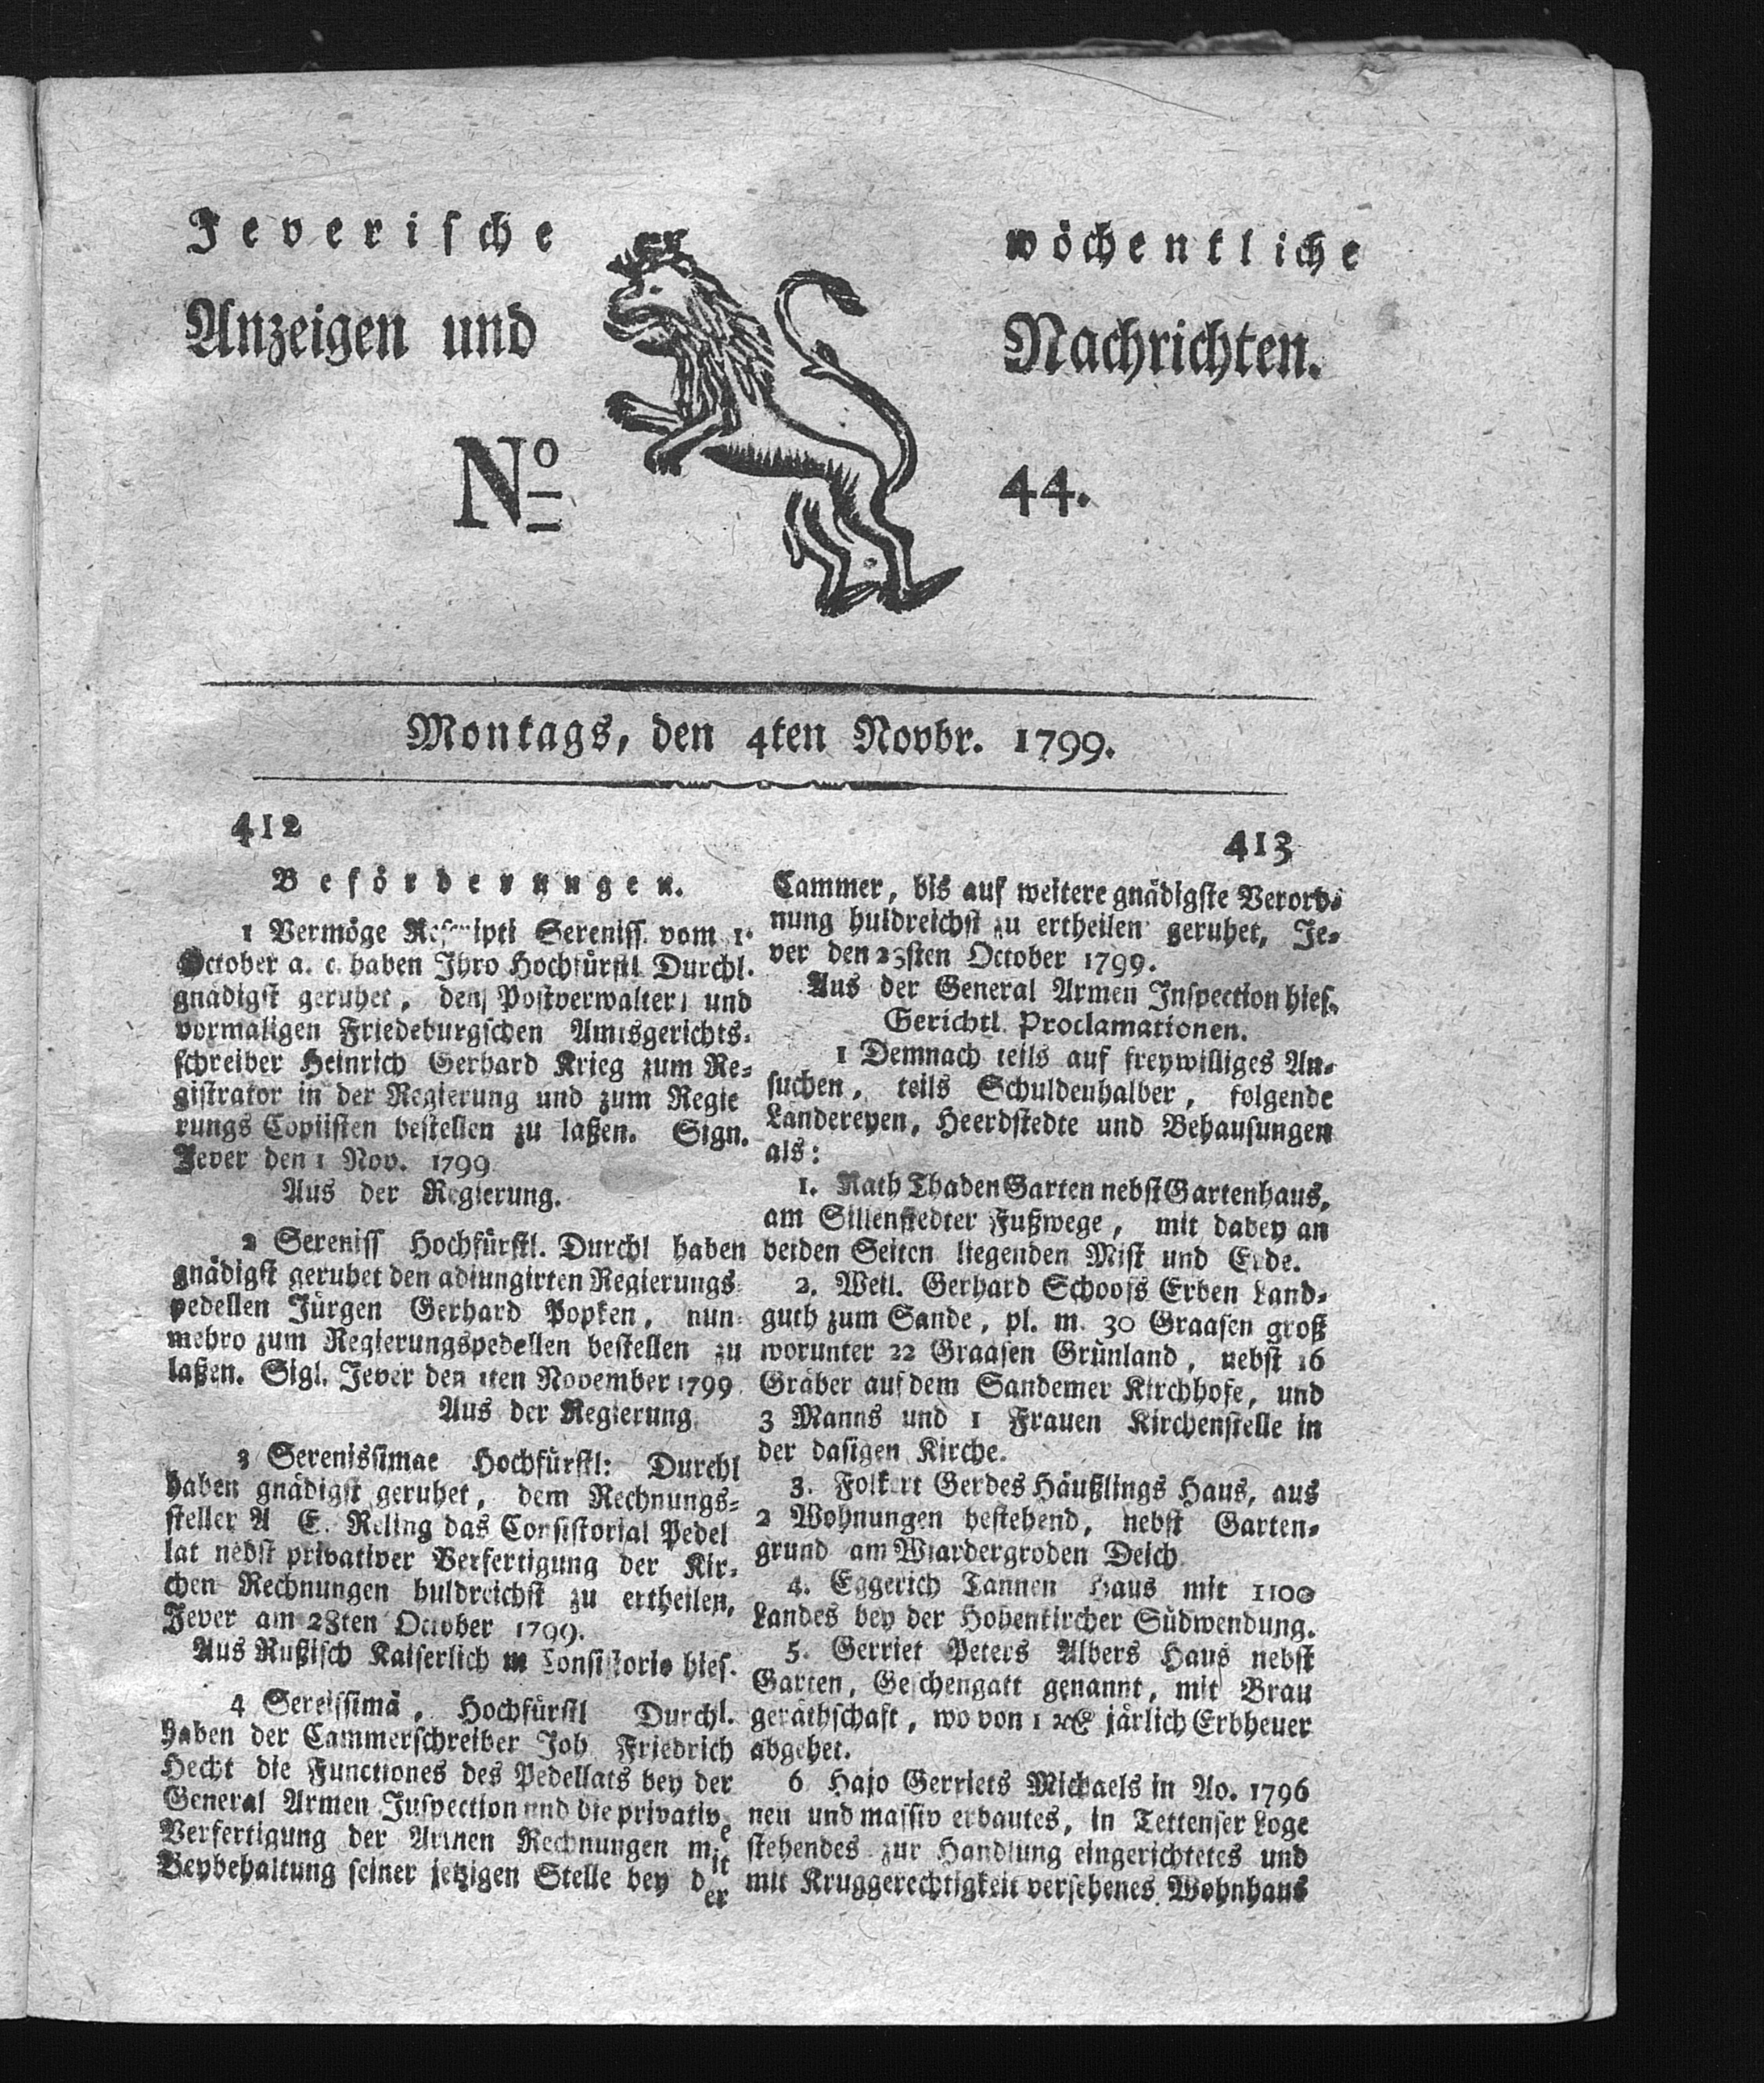 Jeverische wöchentliche
Anzeigen und Nachrichten.
No 44.
Montags, den 4ten Novbr. 1799.
412
Beförderungen.
1 Vermöge Rescripti Sereniss. vom 1.
October a. c. haben Ihro Hochfürstl Durchl.
gnädigst geruhet, den Postverwalter und
vormaligen Friedeburgschen Amtsgerichts-
schreiber Heinrich Gerhard Krieg zum Re-
gistrator in der Regierung und zum Regie
rungs Copiisten bestellen zu laßen. Sign.
Jever den 1 Nov. 1799
Aus der Regierung.
2 Sereniss Hochfürstl. Durchl haben
gnädigst geruhet den adiungirten Regierungs
pedellen Jürgen Gerhard Popken, nun-
mehro zum Regierungspedellen bestellen zu
laßen. Sigl. Jever den 1ten November 1799
Aus der Regierung.
3 Serenissimae Hochfürstl: Durchl
haben gnädigst geruhet, dem Rechnungs-
steller A E. Reling das Consistorial Pedel
lat nebst privativer Verfertigung der Kir-
chen Rechnungen huldreichst zu ertheilen,
Jever am 28ten October 1799.
Aus Rußisch Kaiserlich m Consistorio hies.
4 Sereissimä, Hochfürstl Durchl.
haben der Cammerschreiber Joh Friedrich
Hecht die Functiones des Pedellats bey der
General Armen Inspection und die privative
Verfertigung der Armen Rechnungen mit
Beybehaltung seiner jetzigen Stelle bey der
413
Cammer, bis auf weitere gnädigste Verord-
nung huldreichst zu ertheilen geruhet, Je-
ver den 23sten October 1799.
Aus der General Armen Inspection hies.
Gerichtl. Proclamationen.
1 Demnach teils auf freywilliges An-
suchen, teils Schuldenhalber, folgende
Landereyen, Heerdstedte und Behausungen
als:
1. Rath Thaden Garten nebst Gartenhaus,
am Sillenstedter Fußwege, mit dabey an
beiden Seiten liegenden Mist und Erde.
2. Weil. Gerhard Schoofs Erben Land-
guth zum Sande, pl. m. 30 Graasen groß
worunter 22 Graasen Grünland, nebst 16
Gräber auf dem Sandemer Kirchhofe, und
3 Manns und 1 Frauen Kirchenstelle in
der dasigen Kirche.
3. Folkert Gerdes Häußlings Haus, aus
2 Wohnungen bestehend, nebst Garten-
grund am Wiardergroden Deich
4. Eggerich Tannen Haus mit 1100
Landes bey der Hohenkircher Südwendung.
5. Gerriet Peters Albers Haus nebst
Garten, Geschengatt genannt, mit Brau
geräthschaft, wo von 1 järlich Erbheuer
abgehet.
6 Hajo Gerriets Michaels in Ao. 1796
neu und massiv erbautes, in Tettenser Loge
stehendes zur Handlung eingerichtetes und
mit Kruggerechtigkeit versehenes Wohnhaus